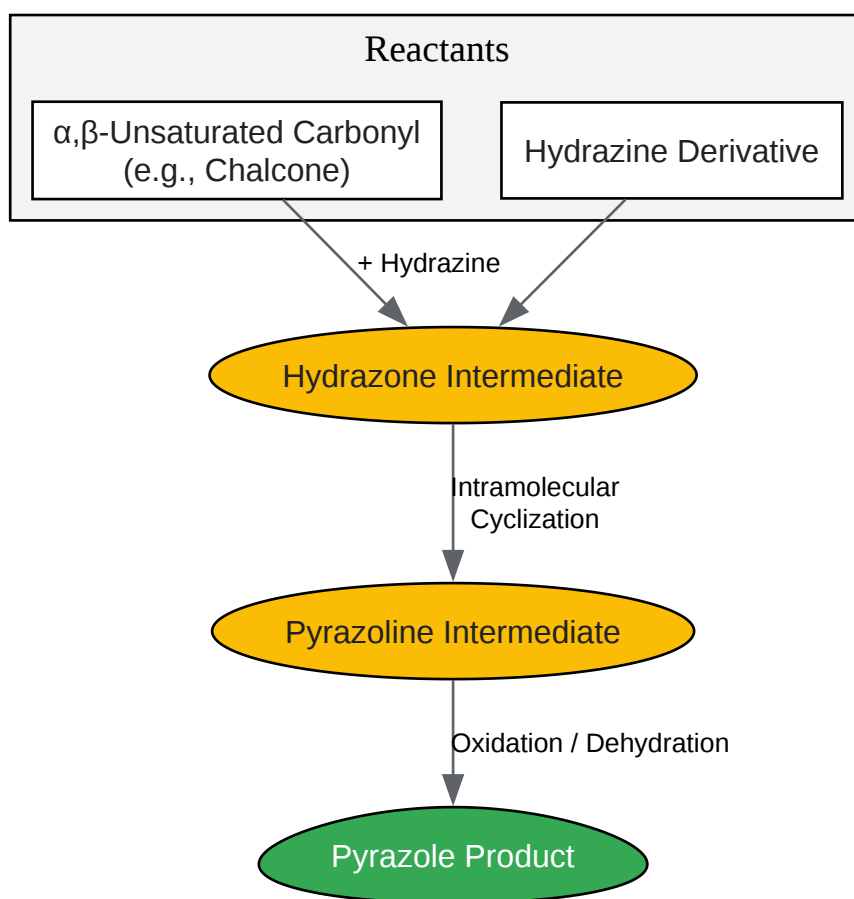 Reactants
α,β-Unsaturated Carbonyl
(e.g., Chalcone)
Hydrazine Derivative
+ Hydrazine
Hydrazone Intermediate
Intramolecular
Cyclization
Pyrazoline Intermediate
Oxidation / Dehydration
Pyrazole Product